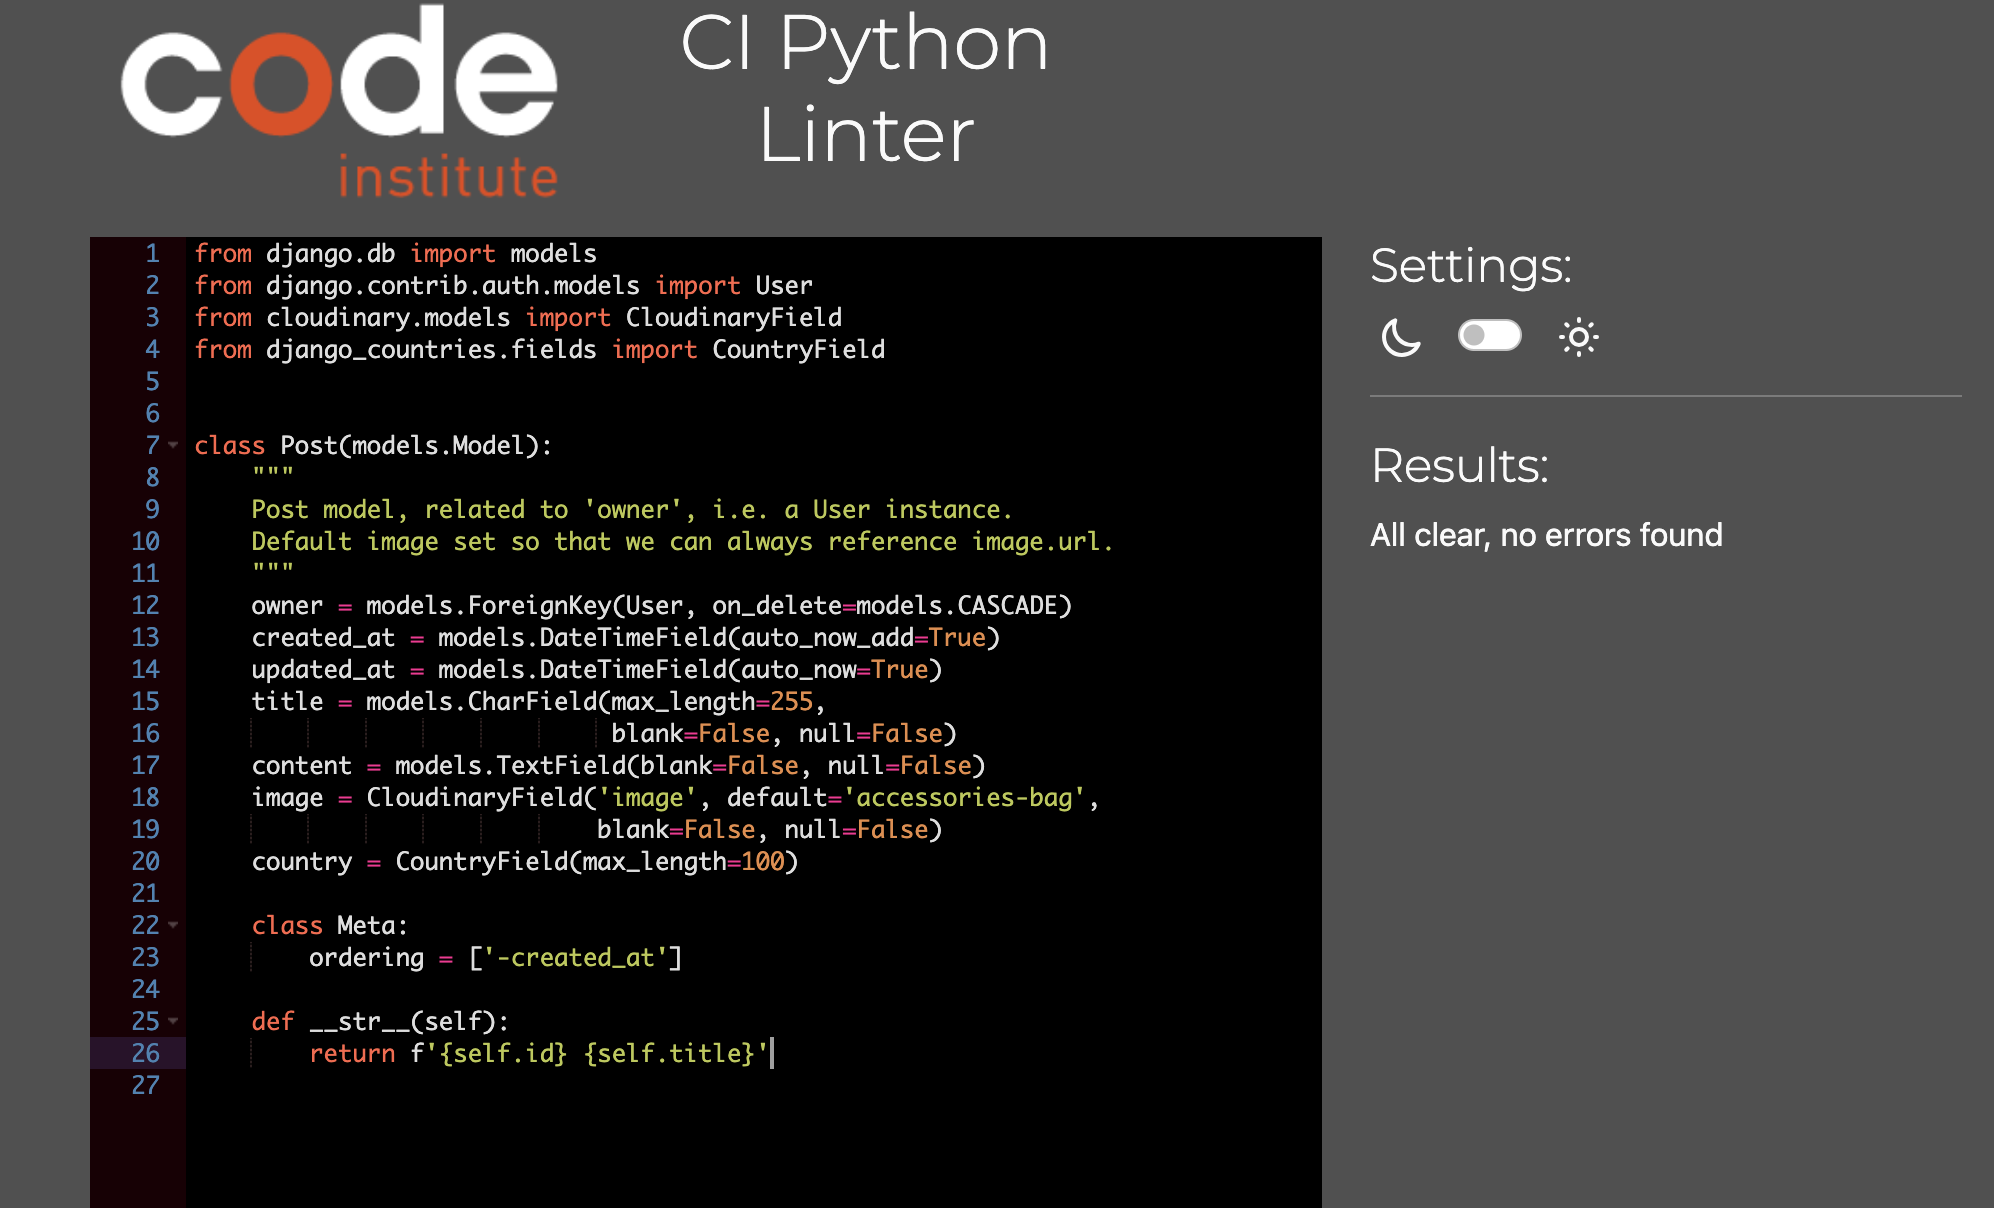 code
institute
CI Python
Linter
1 from django.db import models
2 from django.contrib.auth.models import User
3 from cloudinary.models import CloudinaryField
4 from django_countries.fields import CountryField
5
6
7 class Post(models.Model):
8     """
9     Post model, related to 'owner', i.e. a User instance.
10     Default image set so that we can always reference image.url.
11     """
12     owner = models.ForeignKey(User, on_delete=models.CASCADE)
13     created_at = models.DateTimeField(auto_now_add=True)
14     updated_at = models.DateTimeField(auto_now=True)
15     title = models.CharField(max_length=255,
16                              blank=False, null=False)
17     content = models.TextField(blank=False, null=False)
18     image = CloudinaryField('image', default='accessories-bag',
19                             blank=False, null=False)
20     country = CountryField(max_length=100)
21
22     class Meta:
23         ordering = ['-created_at']
24
25     def __str__(self):
26         return f'{self.id} {self.title}'
27
Settings:
Results:
All clear, no errors found